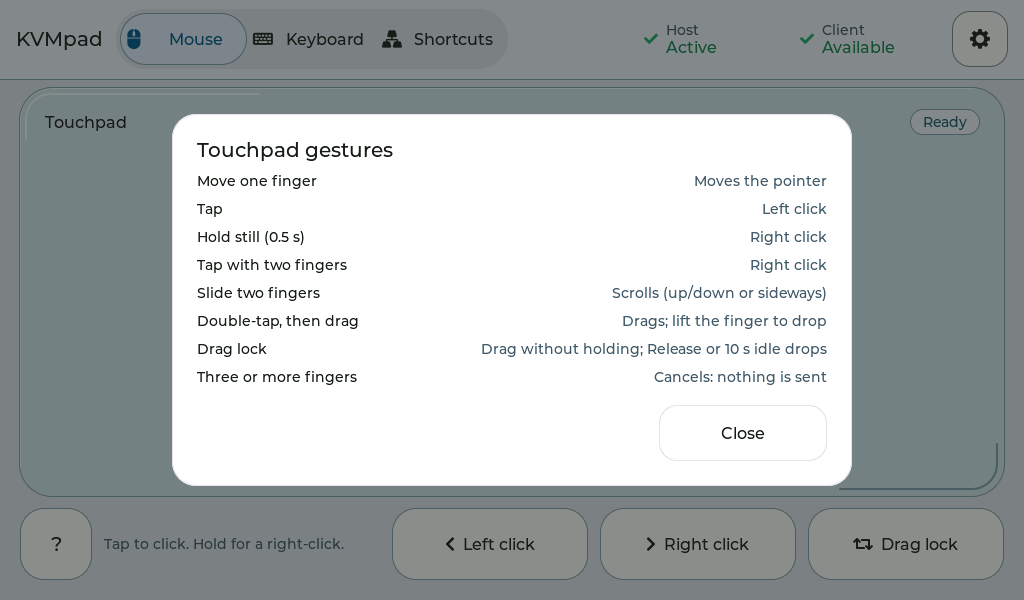 KVMpad
Mouse
Keyboard
Shortcuts
Host
Active
Client
Available
Touchpad
Ready
Touchpad gestures
Move one finger Moves the pointer
Tap Left click
Hold still (0.5 s) Right click
Tap with two fingers Right click
Slide two fingers Scrolls (up/down or sideways)
Double-tap, then drag Drags; lift the finger to drop
Drag lock Drag without holding; Release or 10 s idle drops
Three or more fingers Cancels: nothing is sent
Close
?
Tap to click. Hold for a right-click.
Left click
Right click
Drag lock